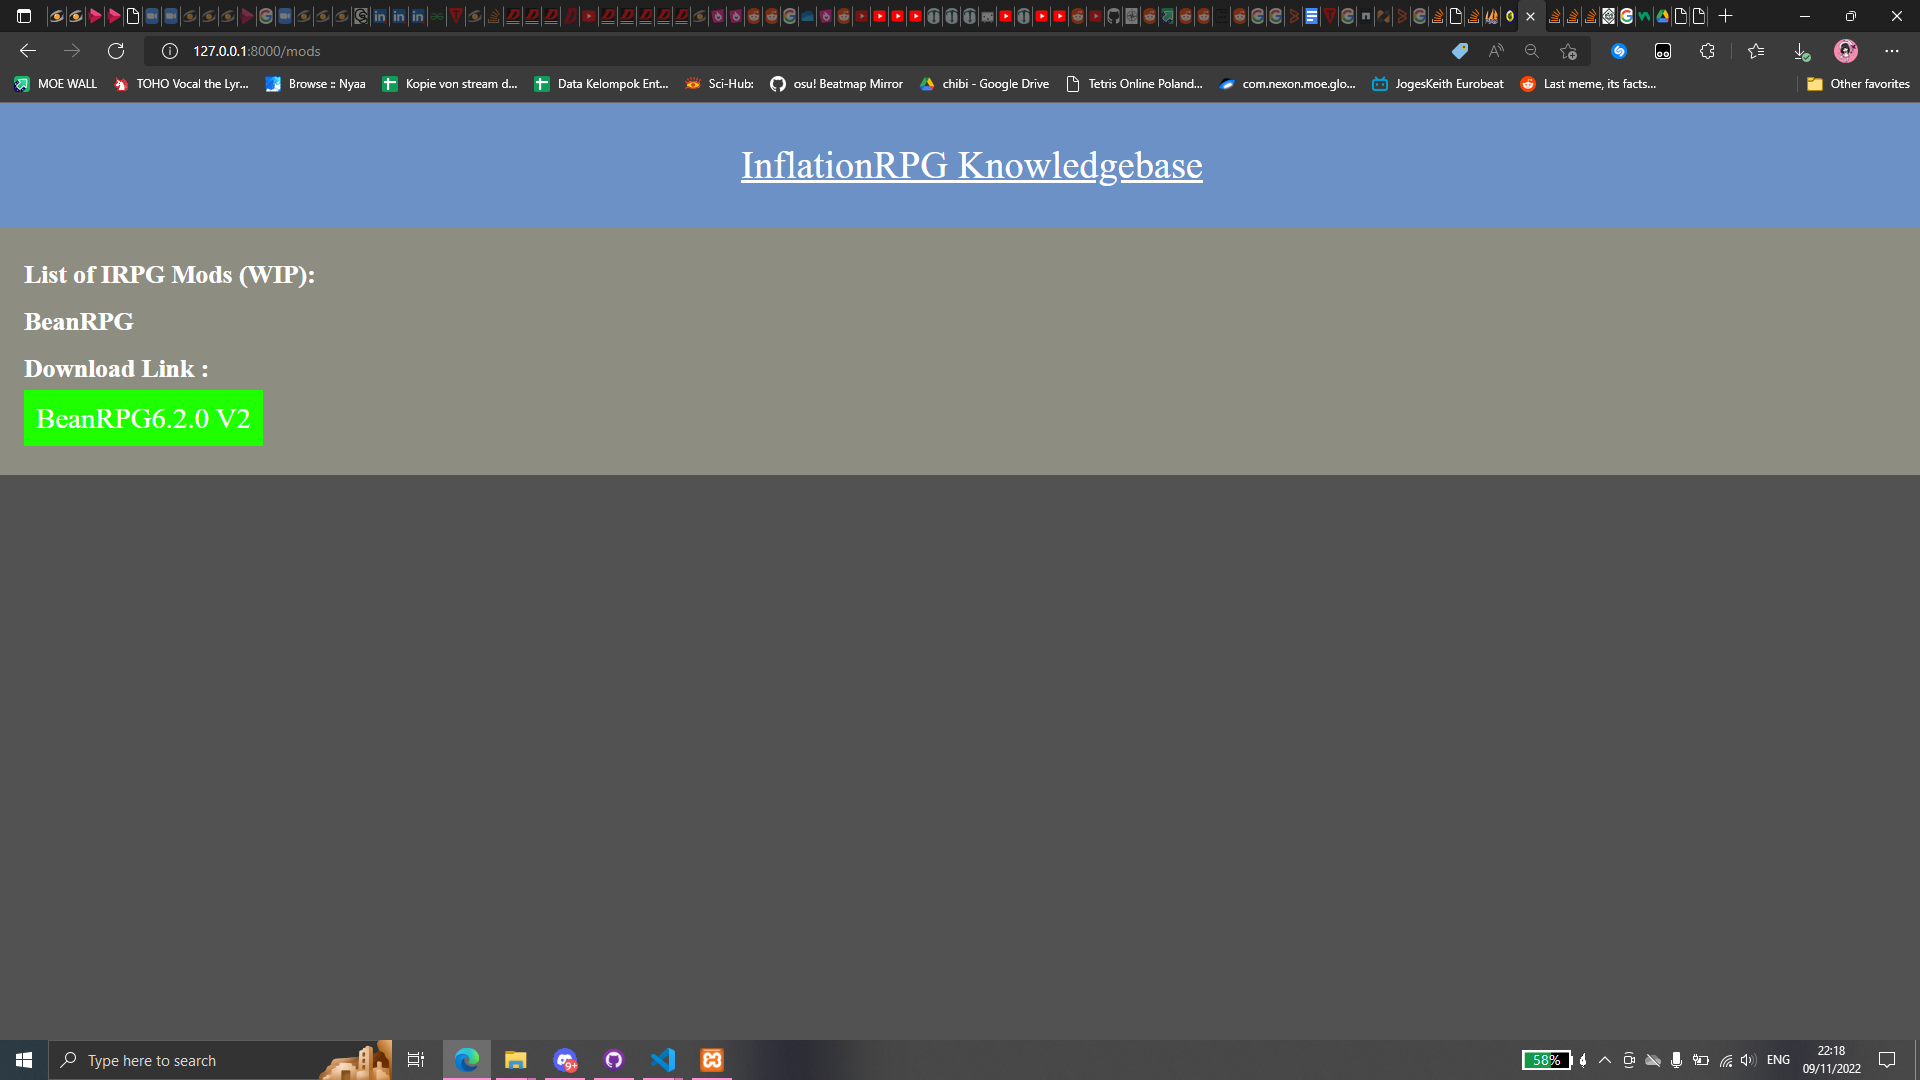 127.0.0.1:8000/mods
MOE WALL
TOHO Vocal the Lyr...
Browse :: Nyaa
Kopie von stream d...
Data Kelompok Ent...
Sci-Hub:
osu! Beatmap Mirror
chibi - Google Drive
Tetris Online Poland...
com.nexon.moe.glo...
JogesKeith Eurobeat
Last meme, its facts...
Other favorites
InflationRPG Knowledgebase
List of IRPG Mods (WIP):
BeanRPG
Download Link :
BeanRPG6.2.0 V2
Type here to search
9+
58%
ENG
22:18
09/11/2022